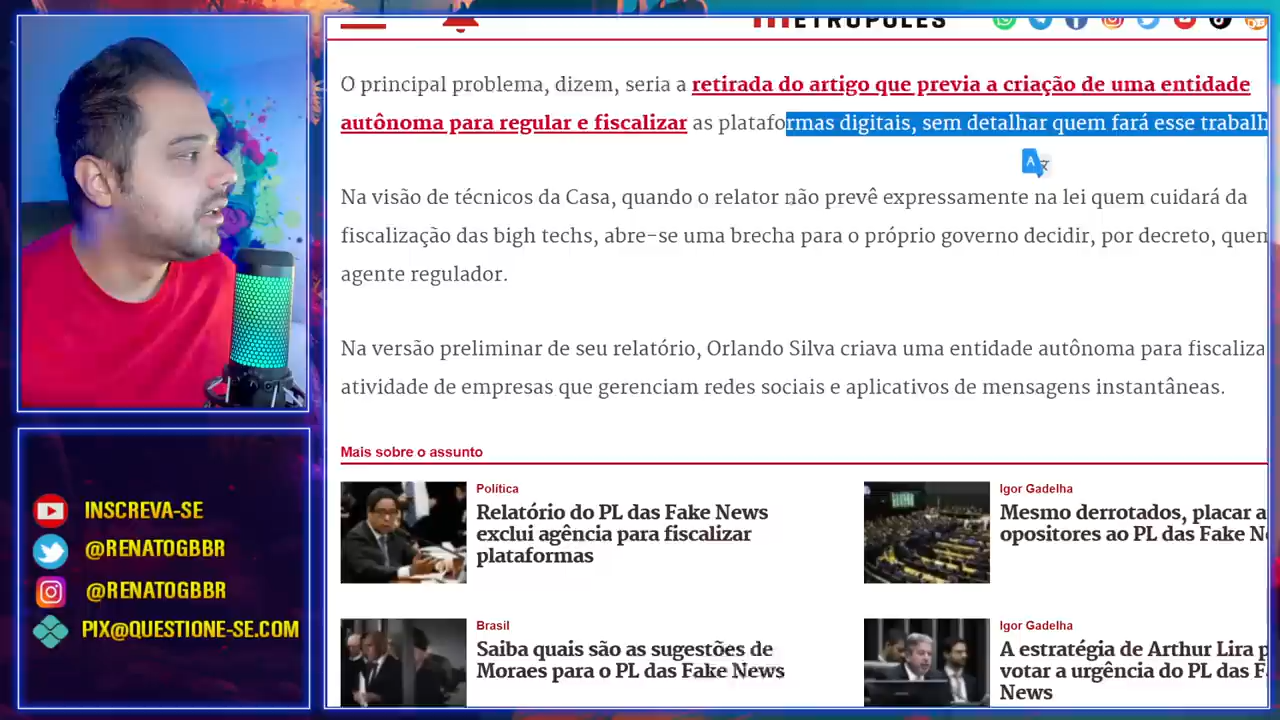 METRÓPOLES
O principal problema, dizem, seria a retirada do artigo que previa a criação de uma entidade
autônoma para regular e fiscalizar as plataformas digitais, sem detalhar quem fará esse trabalh
Na visão de técnicos da Casa, quando o relator não prevê expressamente na lei quem cuidará da
fiscalização das bigh techs, abre-se uma brecha para o próprio governo decidir, por decreto, quem
agente regulador.
Na versão preliminar de seu relatório, Orlando Silva criava uma entidade autônoma para fiscaliza
atividade de empresas que gerenciam redes sociais e aplicativos de mensagens instantâneas.
Mais sobre o assunto
Política
Relatório do PL das Fake News
exclui agência para fiscalizar
plataformas
Igor Gadelha
Mesmo derrotados, placar a
opositores ao PL das Fake N
Brasil
Saiba quais são as sugestões de
Moraes para o PL das Fake News
Igor Gadelha
A estratégia de Arthur Lira p
votar a urgência do PL das F
News
INSCREVA-SE
@RENATOGBBR
@RENATOGBBR
PIX@QUESTIONE-SE.COM